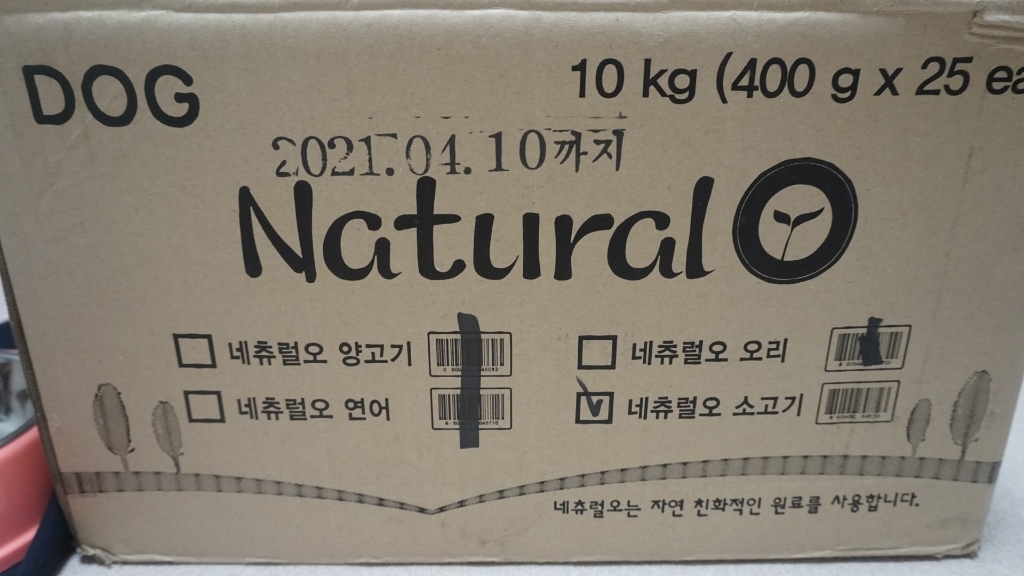 DOG
10 kg (400 g x 25 ea
2021.04.10까지
Natural O
네츄럴오 양고기
네츄럴오 오리
네츄럴오 연어
네츄럴오 소고기
네츄럴오는 자연 친화적인 원료를 사용합니다.